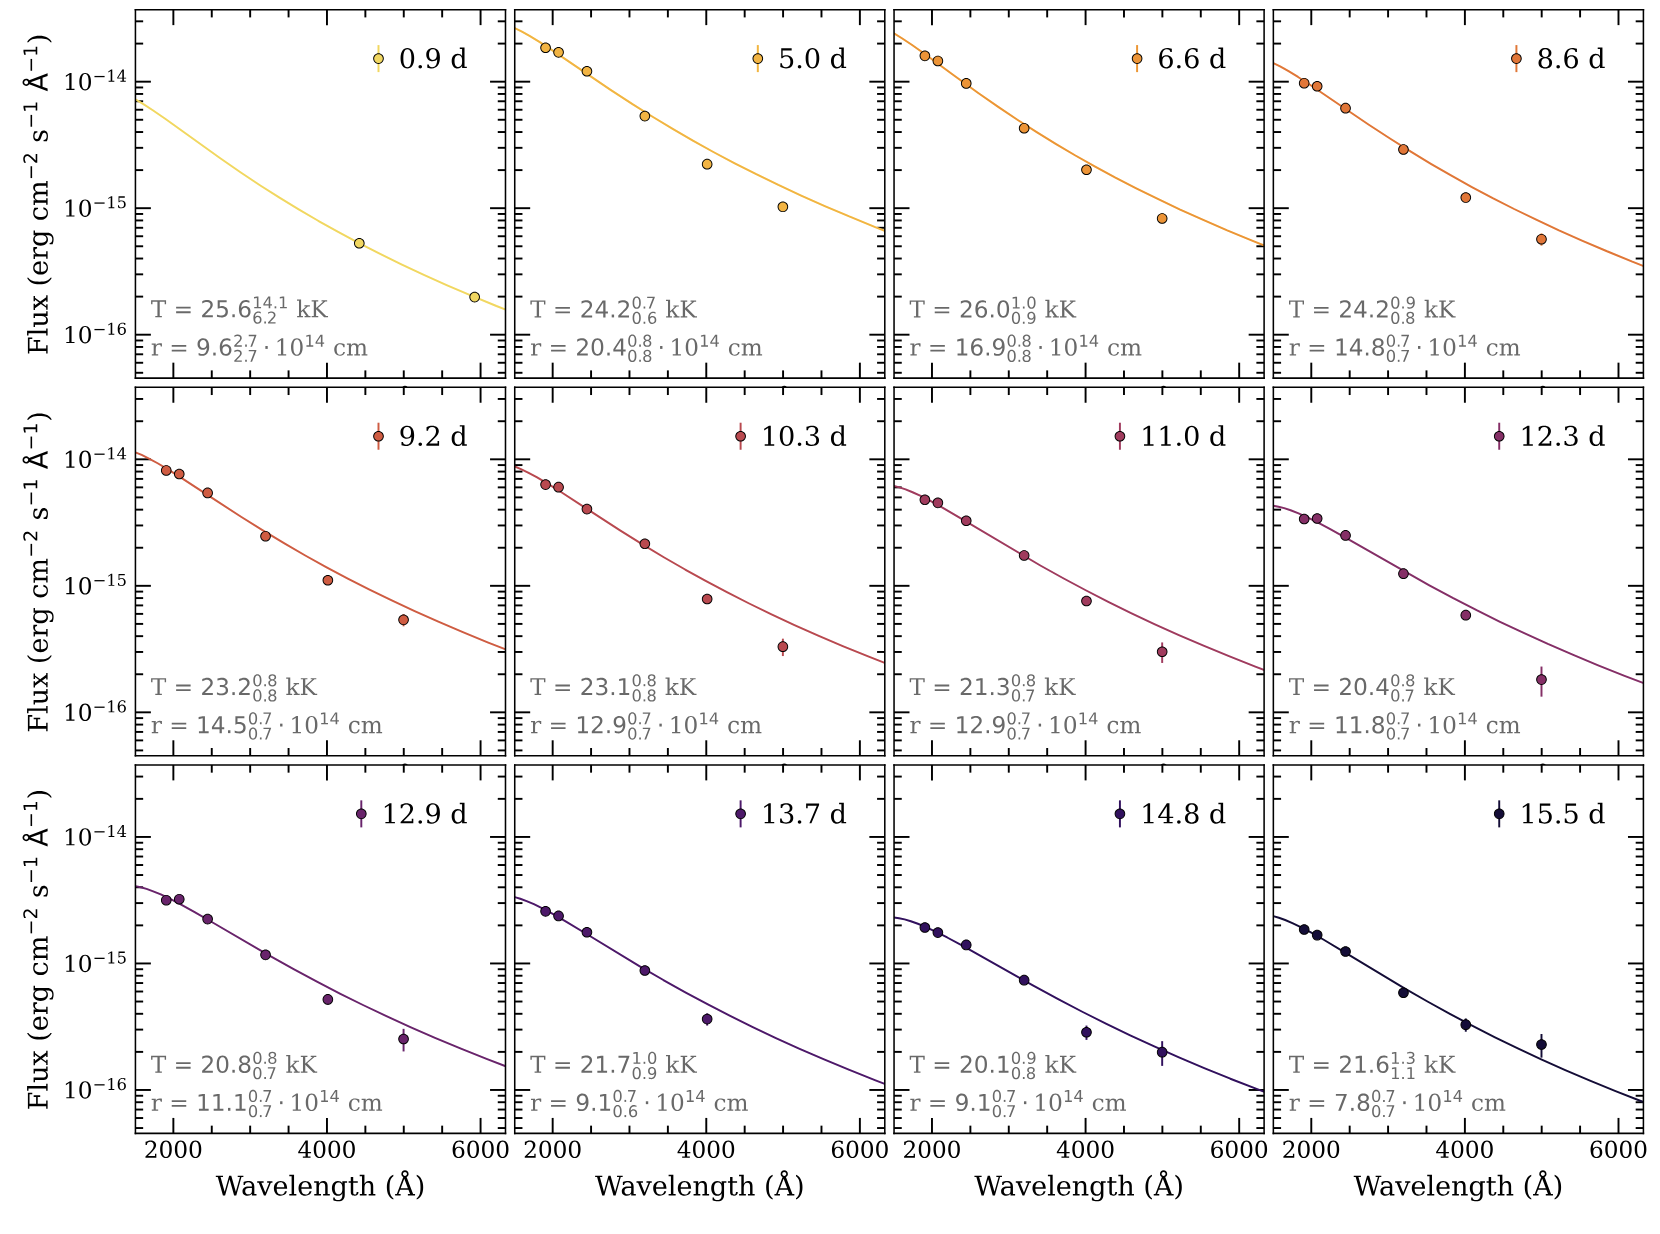 Flux (erg cm⁻² s⁻¹ Å⁻¹)
10⁻¹⁴
10⁻¹⁵
10⁻¹⁶
0.9 d
T = 25.6 14.1 6.2 kK
r = 9.6 2.7 2.7 · 10¹⁴ cm
5.0 d
T = 24.2 0.7 0.6 kK
r = 20.4 0.8 0.8 · 10¹⁴ cm
6.6 d
T = 26.0 1.0 0.9 kK
r = 16.9 0.8 0.8 · 10¹⁴ cm
8.6 d
T = 24.2 0.9 0.8 kK
r = 14.8 0.7 0.7 · 10¹⁴ cm
Flux (erg cm⁻² s⁻¹ Å⁻¹)
10⁻¹⁴
10⁻¹⁵
10⁻¹⁶
9.2 d
T = 23.2 0.8 0.8 kK
r = 14.5 0.7 0.7 · 10¹⁴ cm
10.3 d
T = 23.1 0.8 0.8 kK
r = 12.9 0.7 0.7 · 10¹⁴ cm
11.0 d
T = 21.3 0.8 0.7 kK
r = 12.9 0.7 0.7 · 10¹⁴ cm
12.3 d
T = 20.4 0.8 0.7 kK
r = 11.8 0.7 0.7 · 10¹⁴ cm
Flux (erg cm⁻² s⁻¹ Å⁻¹)
10⁻¹⁴
10⁻¹⁵
10⁻¹⁶
12.9 d
T = 20.8 0.8 0.7 kK
r = 11.1 0.7 0.7 · 10¹⁴ cm
13.7 d
T = 21.7 1.0 0.9 kK
r = 9.1 0.7 0.6 · 10¹⁴ cm
14.8 d
T = 20.1 0.9 0.8 kK
r = 9.1 0.7 0.7 · 10¹⁴ cm
15.5 d
T = 21.6 1.3 1.1 kK
r = 7.8 0.7 0.7 · 10¹⁴ cm
2000 4000 6000 2000 4000 6000 2000 4000 6000 2000 4000 6000
Wavelength (Å) Wavelength (Å) Wavelength (Å) Wavelength (Å)